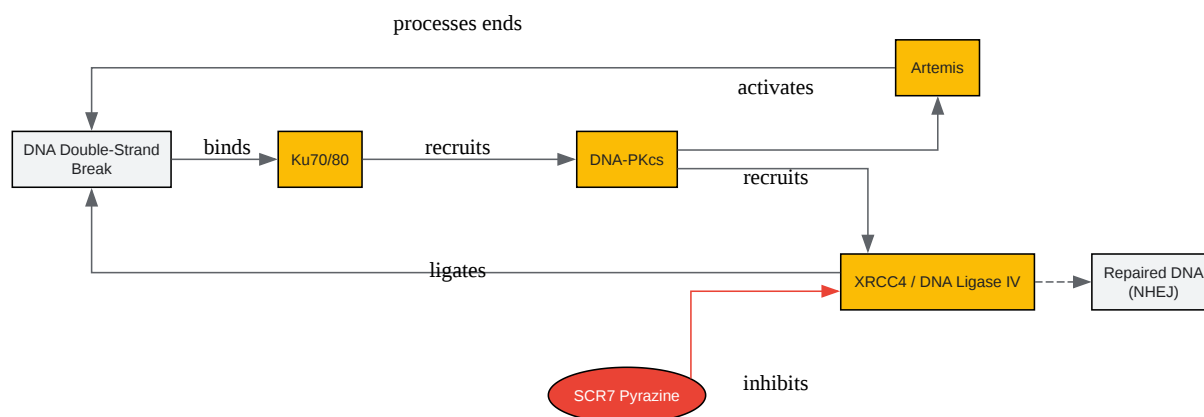 processes ends
Artemis
activates
DNA Double-Strand
Break
binds
Ku70/80
recruits
DNA-PKcs
recruits
ligates
XRCC4 / DNA Ligase IV
Repaired DNA
(NHEJ)
SCR7 Pyrazine
inhibits